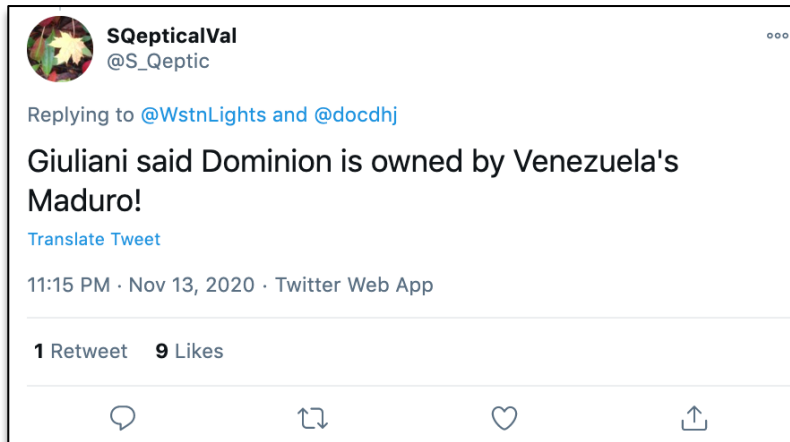 SQepticalVal
@S_Qeptic
Replying to @WstnLights and @docdhj
Giuliani said Dominion is owned by Venezuela's
Maduro!
Translate Tweet
11:15 PM · Nov 13, 2020 · Twitter Web App
1 Retweet 9 Likes